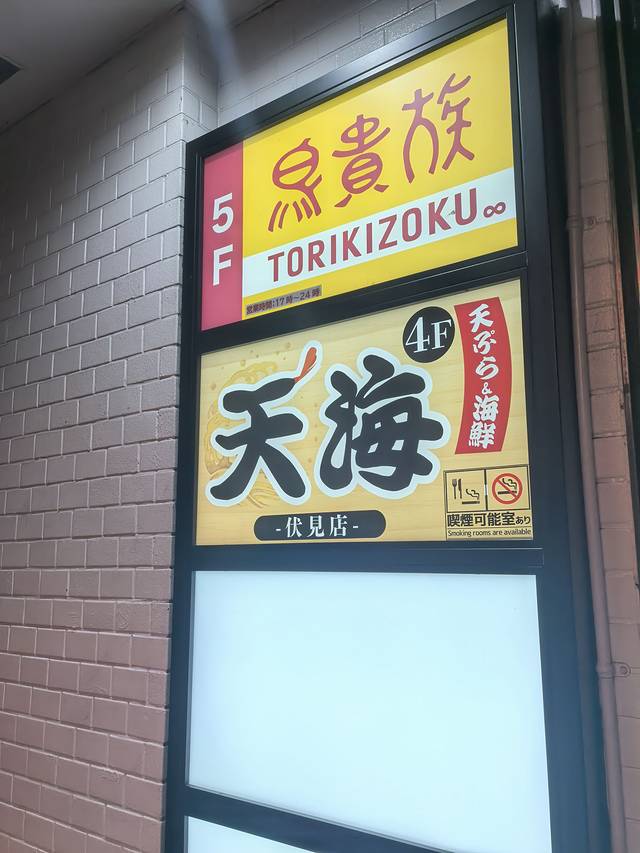 5F
鳥貴族
TORIKIZOKU∞
営業時間:17時~24時
4F
天ぷら&海鮮
天海
-伏見店-
喫煙可能室あり
Smoking rooms are available